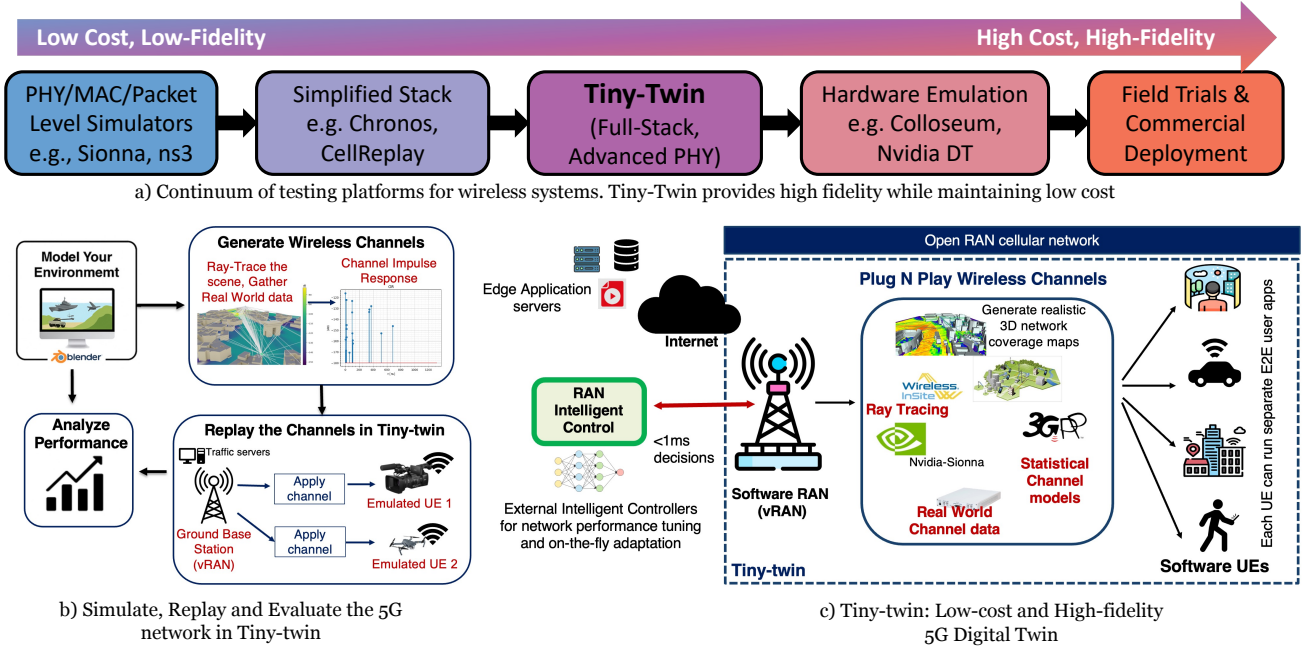 Low Cost, Low-Fidelity
High Cost, High-Fidelity
PHY/MAC/Packet
Level Simulators
e.g., Sionna, ns3
Simplified Stack
e.g. Chronos,
CellReplay
Tiny-Twin
(Full-Stack,
Advanced PHY)
Hardware Emulation
e.g. Colloseum,
Nvidia DT
Field Trials &
Commercial
Deployment
a) Continuum of testing platforms for wireless systems. Tiny-Twin provides high fidelity while maintaining low cost
Model Your
Environmemt
blender
Generate Wireless Channels
Ray-Trace the
scene, Gather
Real World data
Channel Impulse
Response
Analyze
Performance
Replay the Channels in Tiny-twin
Traffic servers
Apply
channel
Emulated UE 1
Ground Base
Station
(vRAN)
Apply
channel
Emulated UE 2
b) Simulate, Replay and Evaluate the 5G
network in Tiny-twin
Edge Application
servers
Internet
RAN
Intelligent
Control
<1ms
decisions
External Intelligent Controllers
for network performance tuning
and on-the-fly adaptation
Software RAN
(vRAN)
Open RAN cellular network
Plug N Play Wireless Channels
Generate realistic
3D network
coverage maps
Wireless
InSite
Ray Tracing
Nvidia-Sionna
3GPP
Statistical
Channel
models
Real World
Channel data
Each UE can run separate E2E user apps
Software UEs
Tiny-twin
c) Tiny-twin: Low-cost and High-fidelity
5G Digital Twin